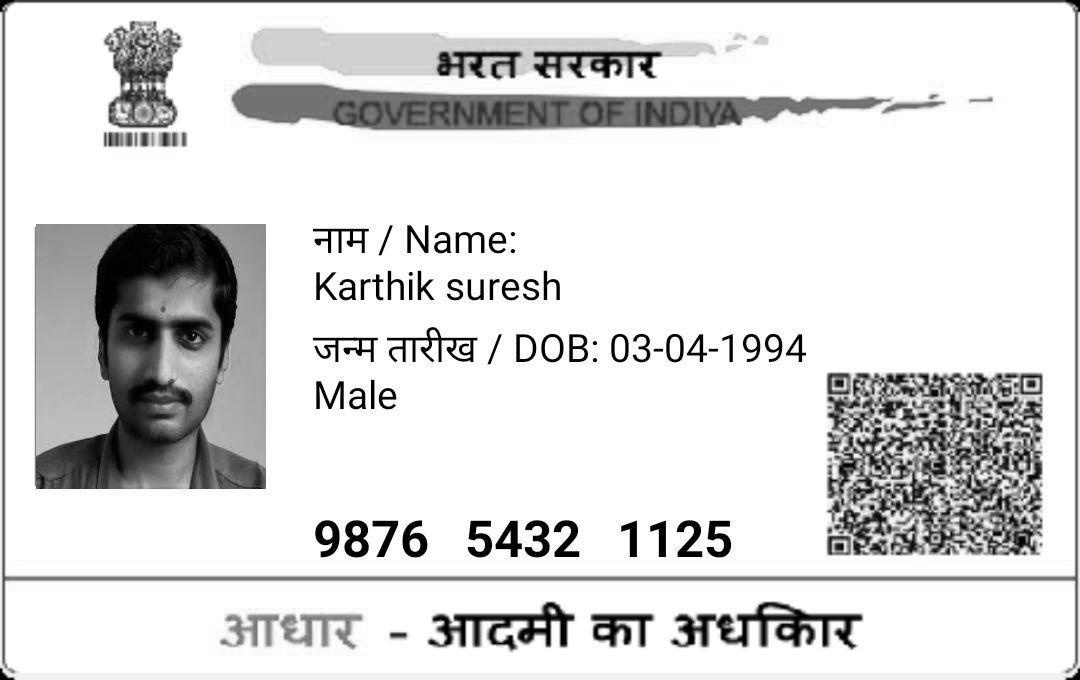 भरत सरकार
GOVERNMENT OF INDIYA
नाम / Name:
Karthik suresh
जन्म तारीख / DOB: 03-04-1994
Male
9876 5432 1125
आधार - आदमी का अधकिार